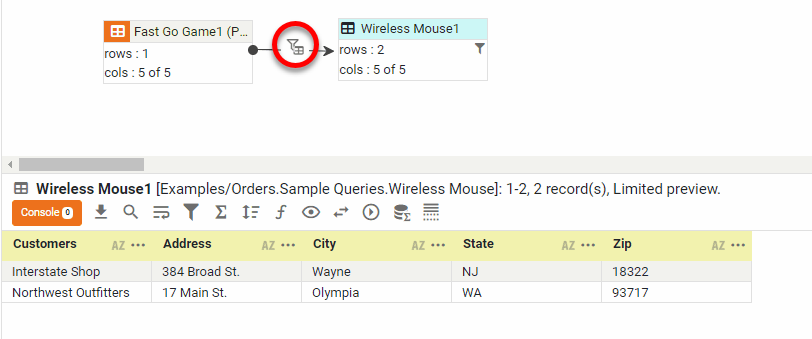 Fast Go Game1 (P...
rows : 1
cols : 5 of 5
Wireless Mouse1
rows : 2
cols : 5 of 5
Wireless Mouse1 [Examples/Orders.Sample Queries.Wireless Mouse]: 1-2, 2 record(s), Limited preview.
Console 0
Customers AZ ••• Address AZ ••• City AZ ••• State AZ ••• Zip AZ •••
Interstate Shop 384 Broad St. Wayne NJ 18322
Northwest Outfitters 17 Main St. Olympia WA 93717